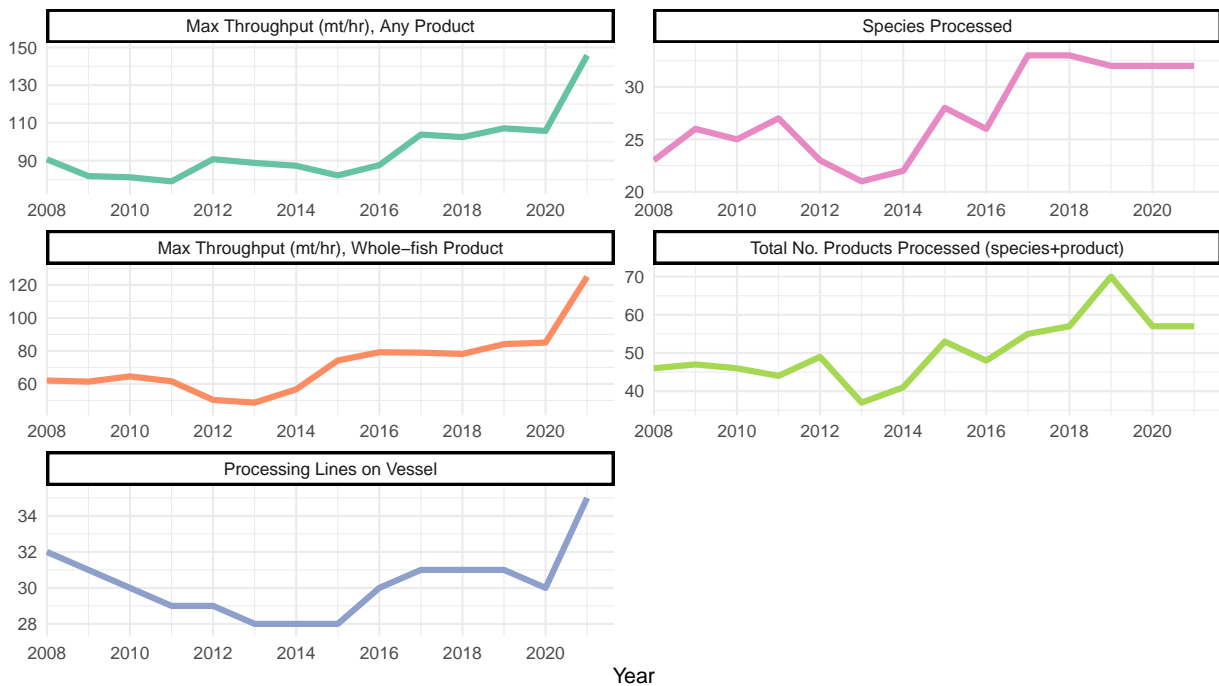 Max Throughput (mt/hr), Any Product
150
130
110
90
2008 2010 2012 2014 2016 2018 2020
Species Processed
30
25
20
2008 2010 2012 2014 2016 2018 2020
Max Throughput (mt/hr), Whole−fish Product
120
100
80
60
2008 2010 2012 2014 2016 2018 2020
Total No. Products Processed (species+product)
70
60
50
40
2008 2010 2012 2014 2016 2018 2020
Processing Lines on Vessel
34
32
30
28
2008 2010 2012 2014 2016 2018 2020
Year